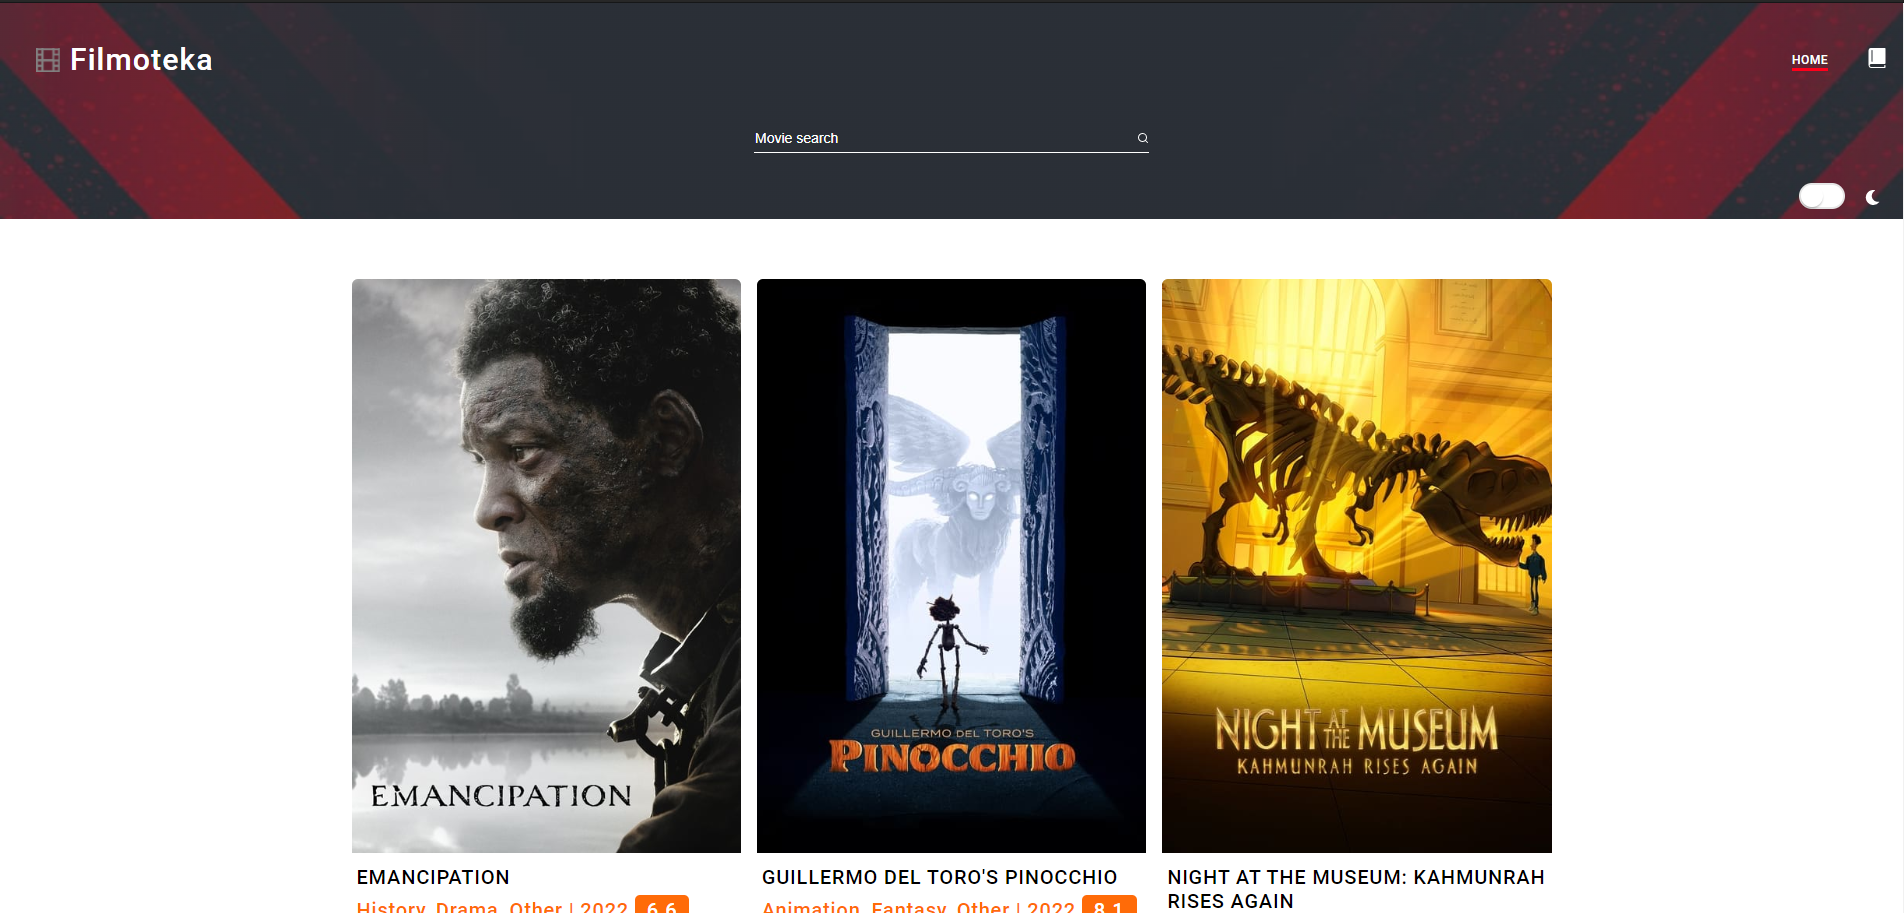 Filmoteka
HOME
Movie search
EMANCIPATION
GUILLERMO DEL TORO'S
PINOCCHIO
NIGHT AT THE MUSEUM
KAHMUNRAH RISES AGAIN
EMANCIPATION
History, Drama, Other | 2022 6.6
GUILLERMO DEL TORO'S PINOCCHIO
Animation, Fantasy, Other | 2022 8.1
NIGHT AT THE MUSEUM: KAHMUNRAH
RISES AGAIN